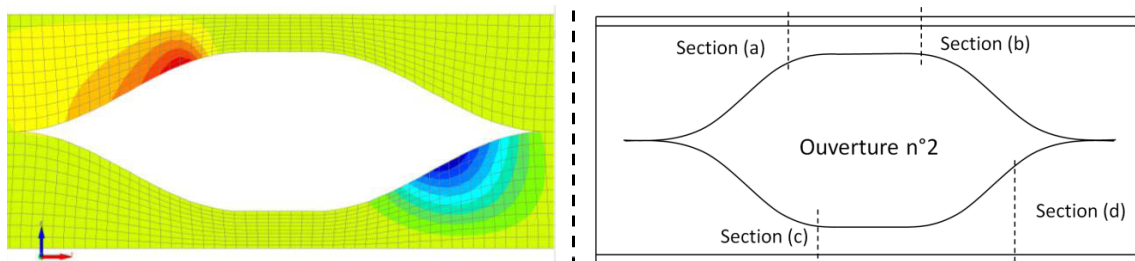 Section (a)
Section (b)
Ouverture n°2
Section (c)
Section (d)